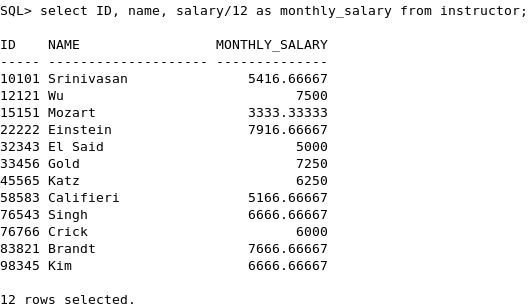 SQL> select ID, name, salary/12 as monthly_salary from instructor;
ID    NAME                 MONTHLY_SALARY
----- -------------------- --------------
10101 Srinivasan               5416.66667
12121 Wu                             7500
15151 Mozart                   3333.33333
22222 Einstein                 7916.66667
32343 El Said                        5000
33456 Gold                           7250
45565 Katz                           6250
58583 Califieri                5166.66667
76543 Singh                    6666.66667
76766 Crick                          6000
83821 Brandt                   7666.66667
98345 Kim                      6666.66667
12 rows selected.